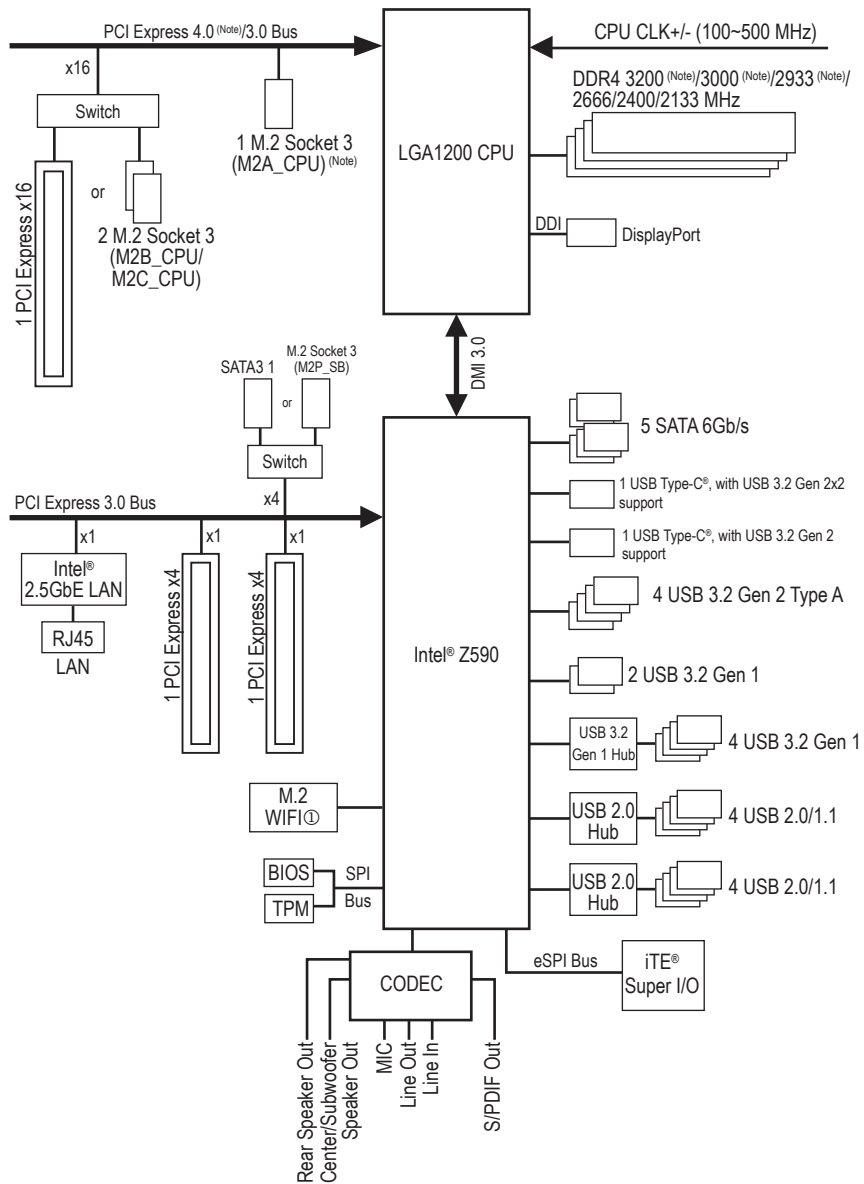 PCI Express 4.0 (Note)/3.0 Bus
CPU CLK+/- (100~500 MHz)
x16
Switch
DDR4 3200 (Note)/3000 (Note)/2933 (Note)/
2666/2400/2133 MHz
1 M.2 Socket 3
(M2A_CPU) (Note)
LGA1200 CPU
1 PCI Express x16
or
2 M.2 Socket 3
(M2B_CPU/
M2C_CPU)
DDI
DisplayPort
DMI 3.0
SATA3 1
or
M.2 Socket 3
(M2P_SB)
Switch
x4
5 SATA 6Gb/s
1 USB Type-C®, with USB 3.2 Gen 2x2
support
PCI Express 3.0 Bus
x1
x1
x1
1 USB Type-C®, with USB 3.2 Gen 2
support
Intel®
2.5GbE LAN
RJ45
LAN
1 PCI Express x4
1 PCI Express x4
4 USB 3.2 Gen 2 Type A
Intel® Z590
2 USB 3.2 Gen 1
USB 3.2
Gen 1 Hub
4 USB 3.2 Gen 1
M.2
WIFI①
USB 2.0
Hub
4 USB 2.0/1.1
BIOS
TPM
SPI
Bus
USB 2.0
Hub
4 USB 2.0/1.1
CODEC
eSPI Bus
iTE®
Super I/O
Rear Speaker Out
Center/Subwoofer
Speaker Out
MIC
Line Out
Line In
S/PDIF Out